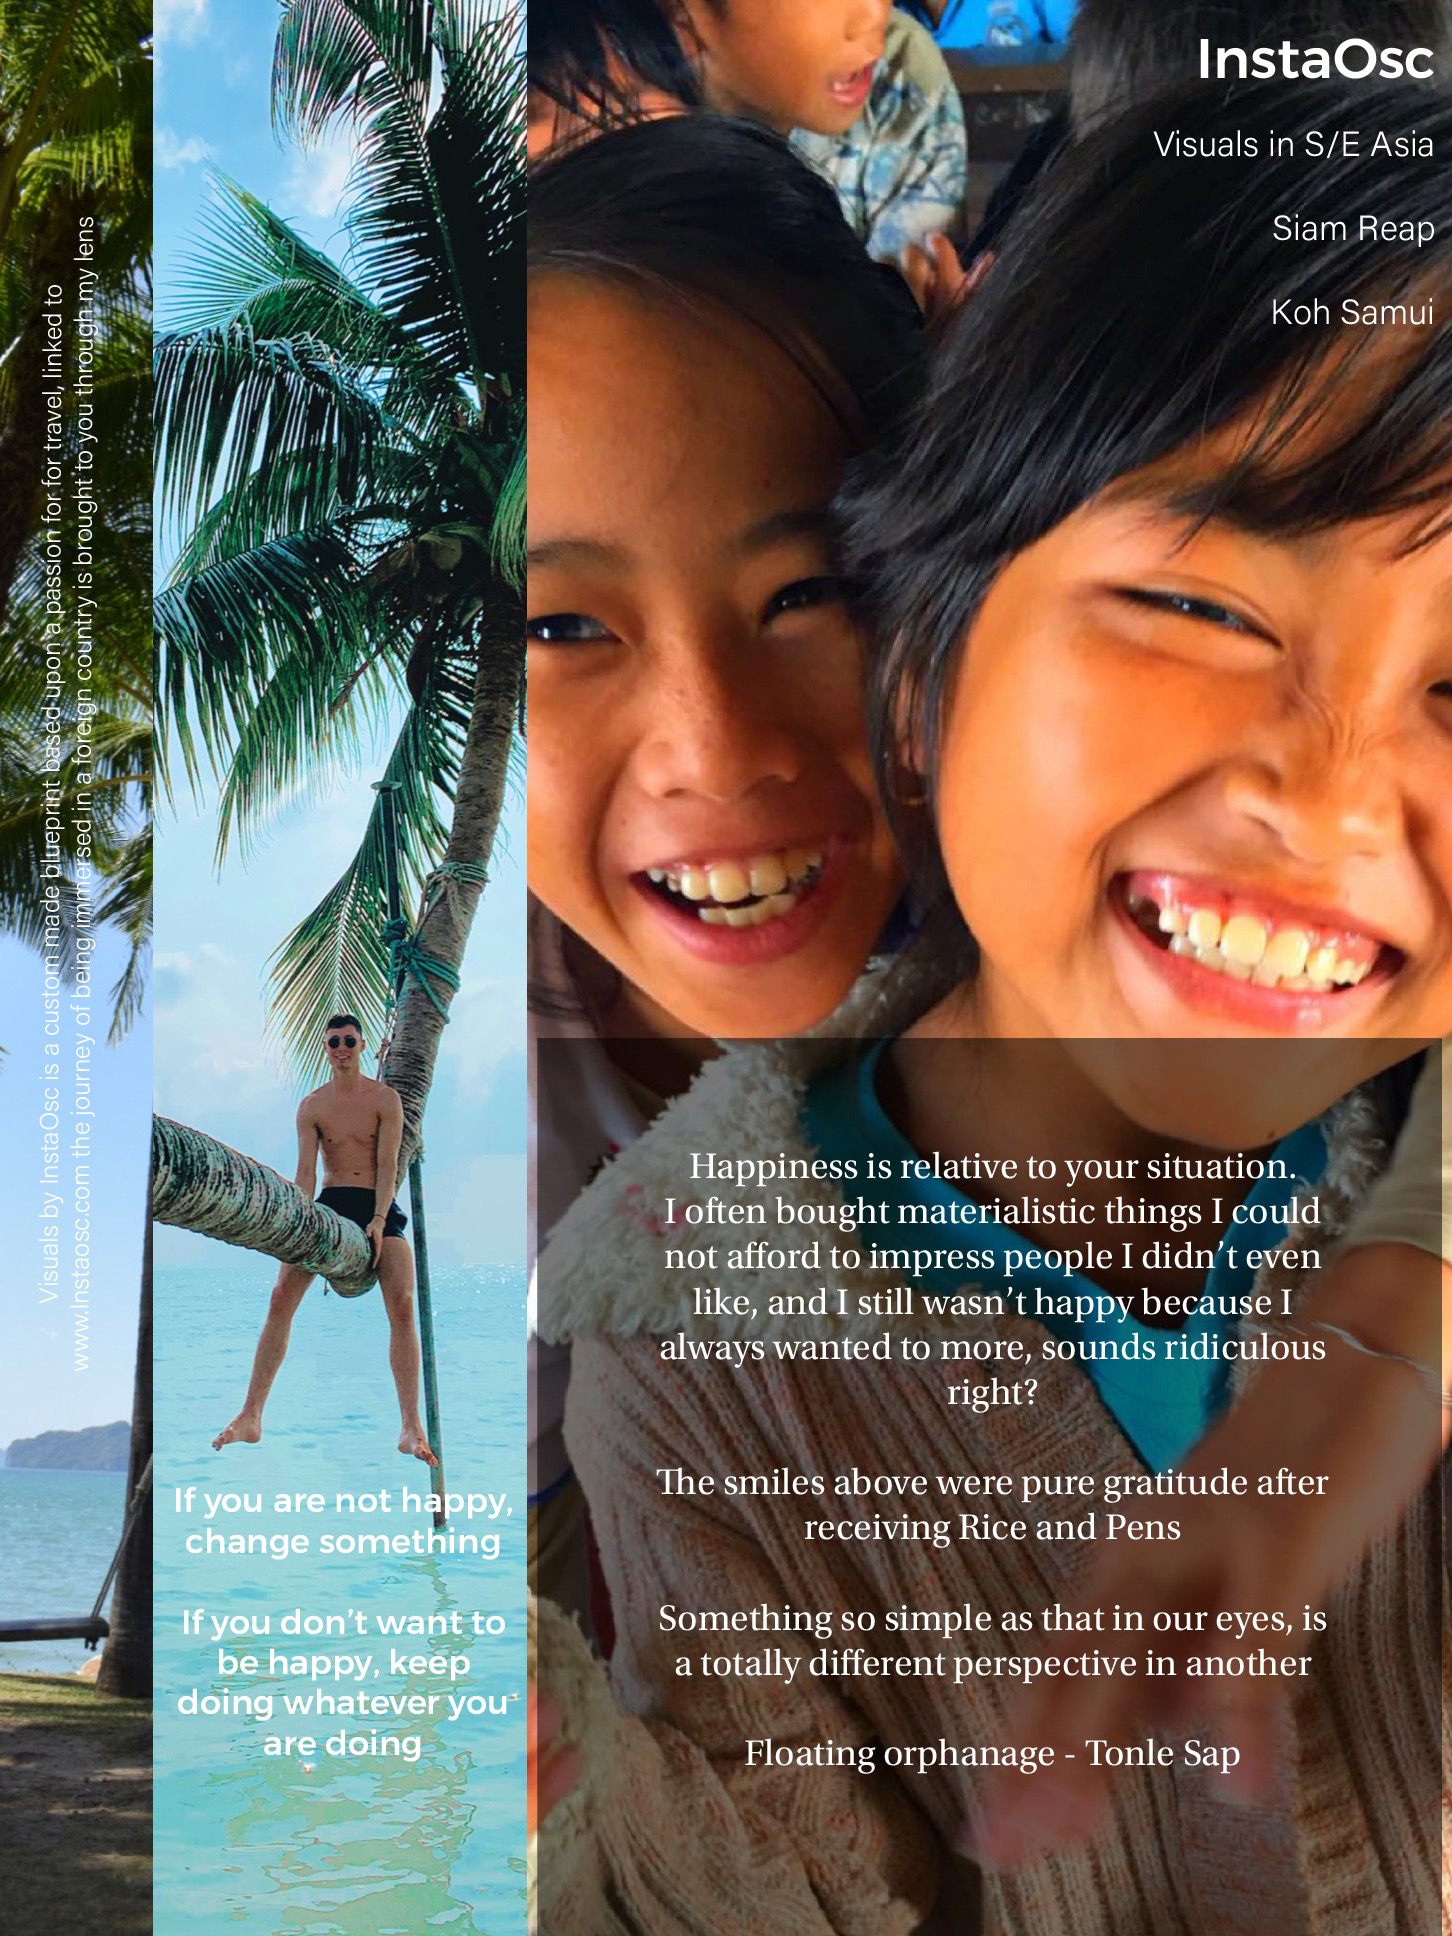 InstaOsc
Visuals in S/E Asia
Siam Reap
Koh Samui
Visuals by InstaOsc is a custom made blueprint based upon a passion for for travel, linked to
www.Instaosc.com the journey of being immersed in a foreign country is brought to you through my lens
If you are not happy,
change something
If you don’t want to
be happy, keep
doing whatever you
are doing
Happiness is relative to your situation.
I often bought materialistic things I could
not afford to impress people I didn’t even
like, and I still wasn’t happy because I
always wanted to more, sounds ridiculous
right?
The smiles above were pure gratitude after
receiving Rice and Pens
Something so simple as that in our eyes, is
a totally different perspective in another
Floating orphanage - Tonle Sap